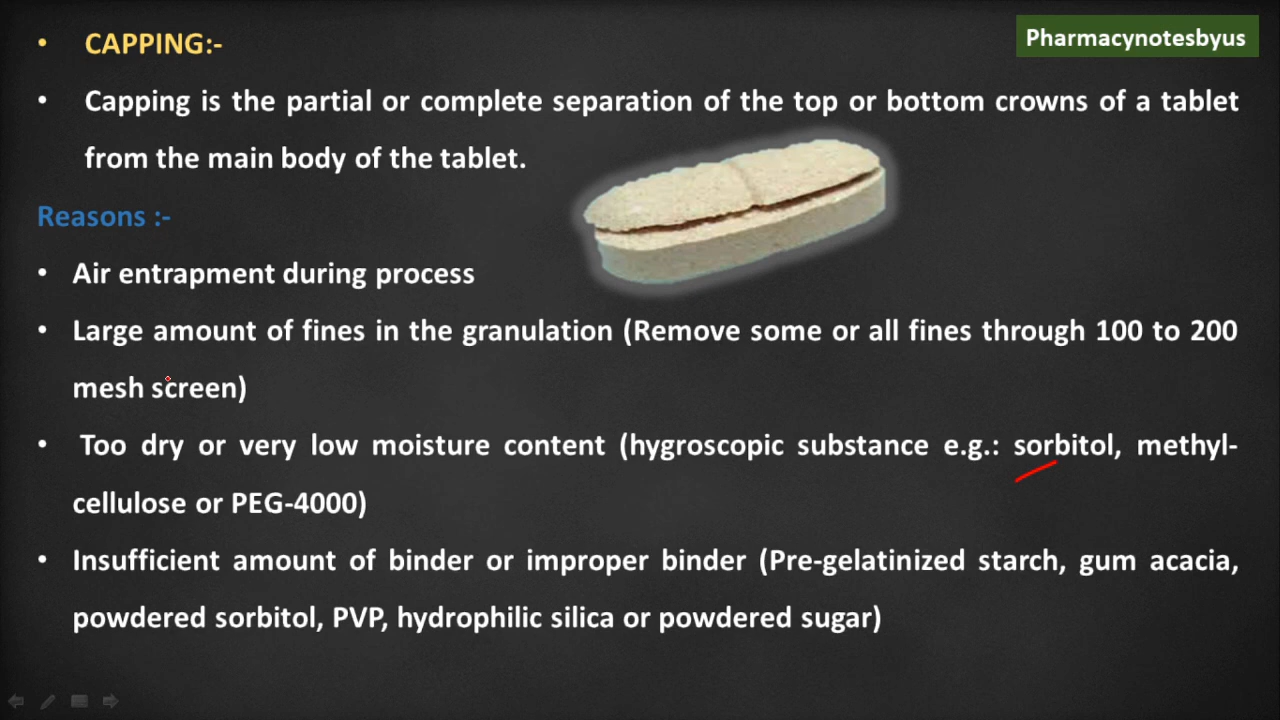 • CAPPING:-
Pharmacynotesbyus
• Capping is the partial or complete separation of the top or bottom crowns of a tablet
from the main body of the tablet.
Reasons :-
• Air entrapment during process
• Large amount of fines in the granulation (Remove some or all fines through 100 to 200
mesh screen)
• Too dry or very low moisture content (hygroscopic substance e.g.: sorbitol, methyl-
cellulose or PEG-4000)
• Insufficient amount of binder or improper binder (Pre-gelatinized starch, gum acacia,
powdered sorbitol, PVP, hydrophilic silica or powdered sugar)